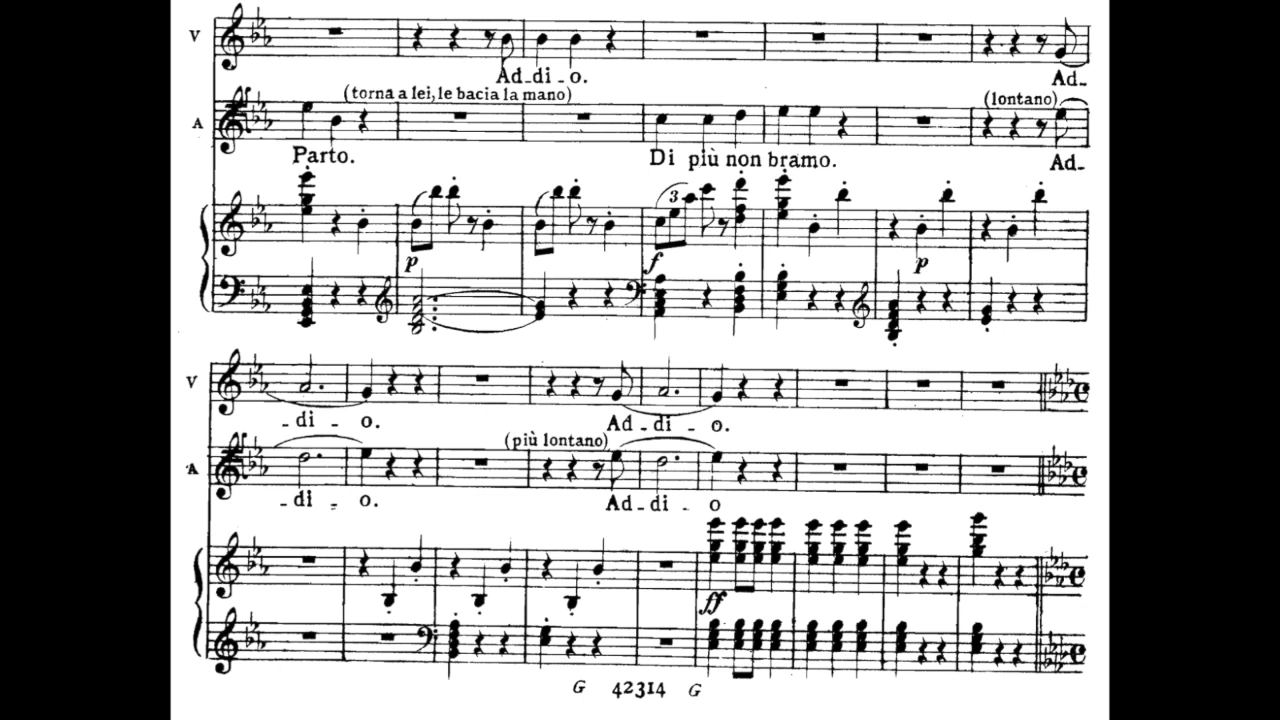 V
Ad-di-o. Ad-
(torna a lei, le bacia la mano) (lontano)
A
Parto. Di più non bramo. Ad-
3
p f p
V
-di-o. Ad-di-o.
(più lontano)
A
-di-o. Ad-di-o
ff
G 42314 G